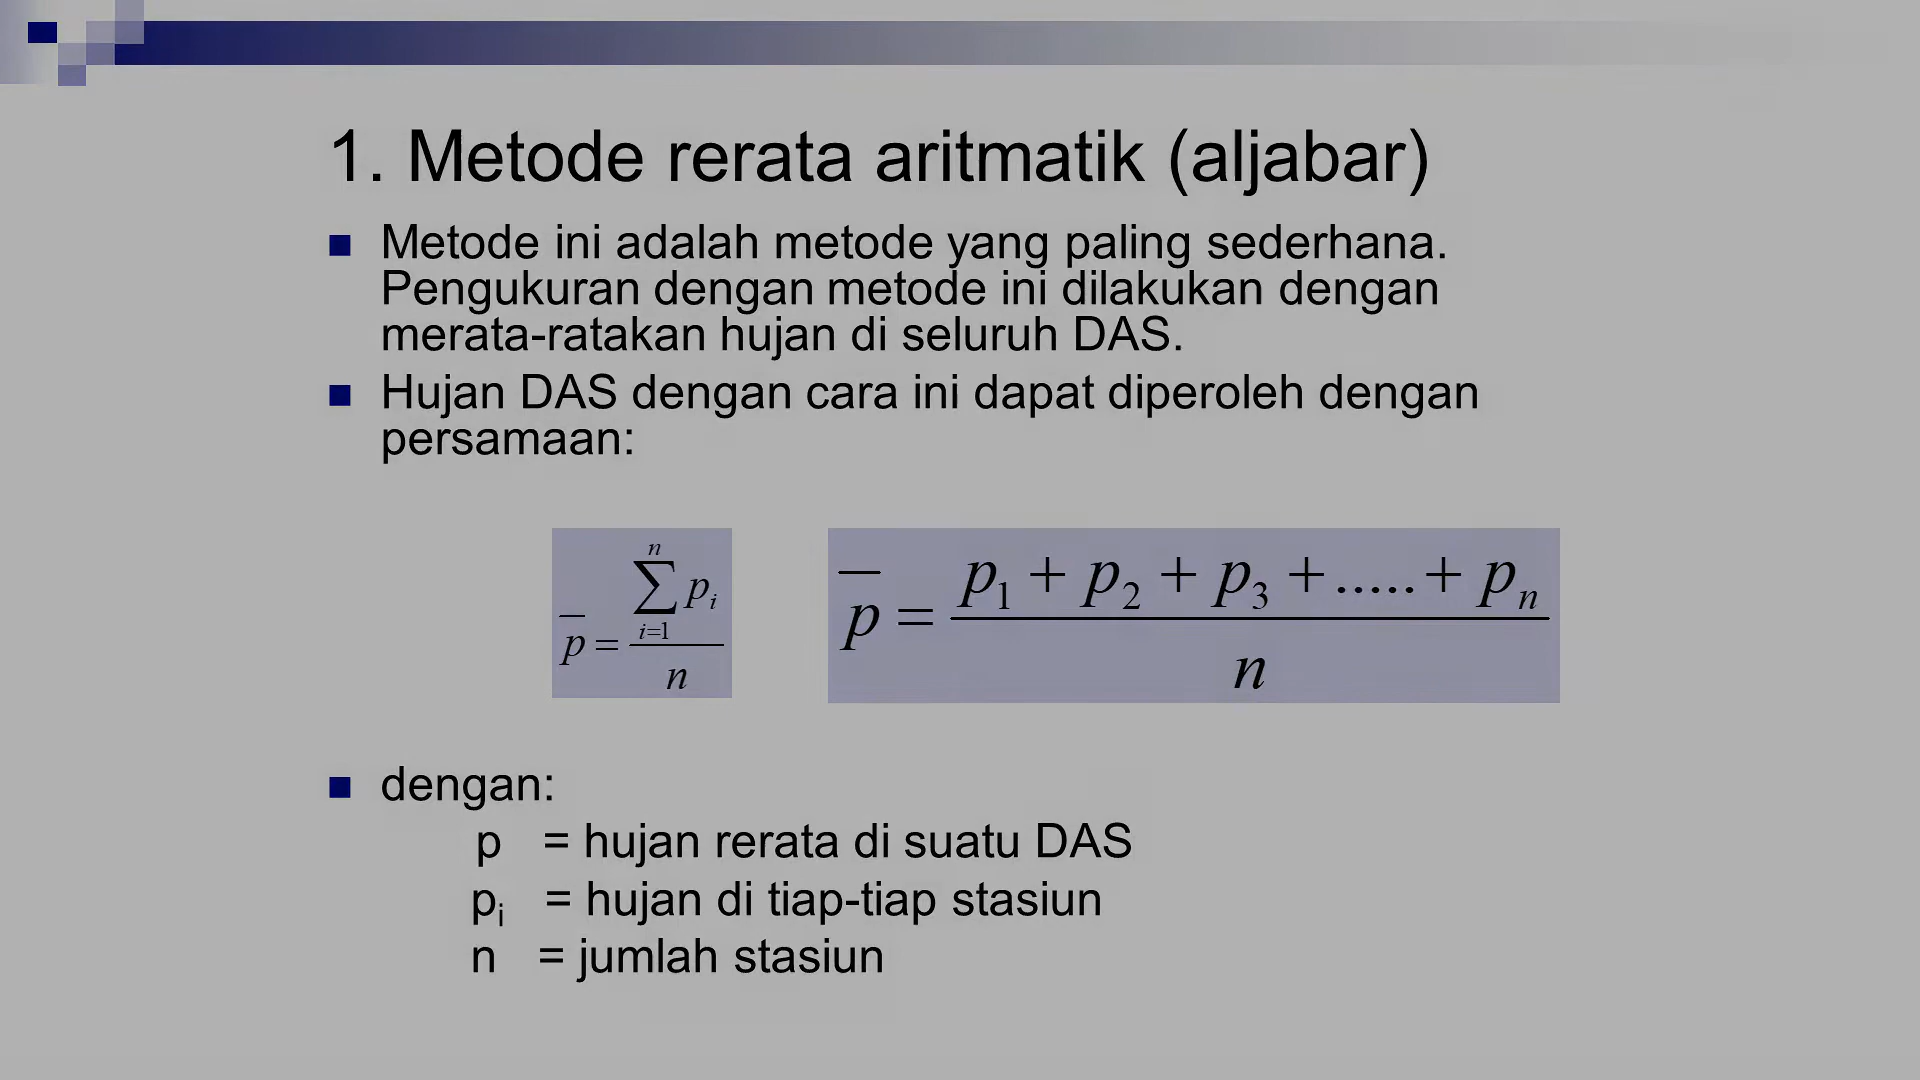 1. Metode rerata aritmatik (aljabar)
Metode ini adalah metode yang paling sederhana.
Pengukuran dengan metode ini dilakukan dengan
merata-ratakan hujan di seluruh DAS.
Hujan DAS dengan cara ini dapat diperoleh dengan
persamaan:
p̅ = ∑_{i=1}^{n} p_i / n
p̅ = (p₁ + p₂ + p₃ + ..... + pₙ) / n
dengan:
p = hujan rerata di suatu DAS
pᵢ = hujan di tiap-tiap stasiun
n = jumlah stasiun